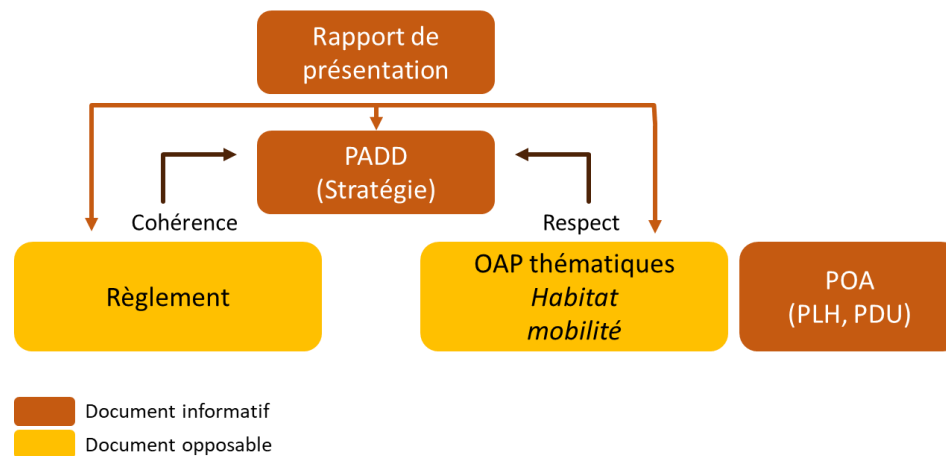 Rapport de
présentation
PADD
(Stratégie)
Cohérence
Respect
Règlement
OAP thématiques
Habitat
mobilité
POA
(PLH, PDU)
Document informatif
Document opposable